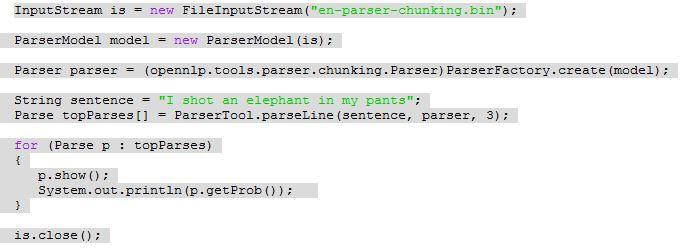 InputStream is = new FileInputStream("en-parser-chunking.bin");
ParserModel model = new ParserModel(is);
Parser parser = (opennlp.tools.parser.chunking.Parser)ParserFactory.create(model);
String sentence = "I shot an elephant in my pants";
Parse topParses[] = ParserTool.parseLine(sentence, parser, 3);
for (Parse p : topParses)
{
p.show();
System.out.println(p.getProb());
}
is.close();